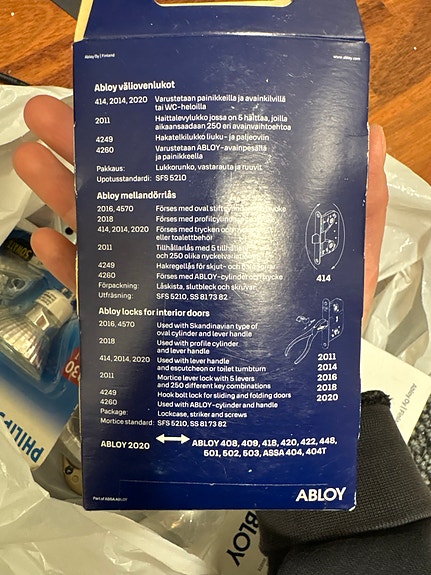 Abloy Oy | Finland
www.abloy.com
Abloy väliovenlukot
414, 2014, 2020 Varustetaan painikkeilla ja avainkilvillä
tai WC-heloilla
2011 Haittalevylukko jossa on 5 haittaa, joilla
aikaansaadaan 250 eri avainvaihtoehtoa
4249 Hakatelkilukko liuku- ja paljeoviin
4260 Varustetaan ABLOY-avainpesällä
ja painikkeella
Pakkaus: Lukkorunko, vastarauta ja ruuvit
Upotusstandardi: SFS 5210
Abloy mellandörrlås
2016, 4570 Förses med oval
2018 Förses med
414, 2014, 2020 Förses med trycken
eller toalettbehör
2011 Tillhållarlås med 5
och 250 olika
4249 Hakregellås för skjut- och
4260 Förses med ABLOY-cylinder
Förpackning: Låskista, slutbleck och skruvar
Utfräsning: SFS 5210, SS 81 73 82
414
Abloy locks for interior doors
2016, 4570 Used with Skandinavian type of
oval cylinder and lever handle
2018 Used with profile cylinder
and lever handle
414, 2014, 2020 Used with lever handle
and escutcheon or toilet turnbutn
2011 Mortice lever lock with 5 levers
and 250 different key combinations
4249 Hook bolt lock for sliding and folding doors
4260 Used with ABLOY-cylinder and handle
Package: Lockcase, striker and screws
Mortice standard: SFS 5210, SS 81 73 82
2011
2014
2016
2018
2020
ABLOY 2020 ABLOY 408, 409, 418, 420, 422, 448,
501, 502, 503, ASSA 404, 404T
Part of ASSA ABLOY
ABLOY
PHILIPS
ABLOY